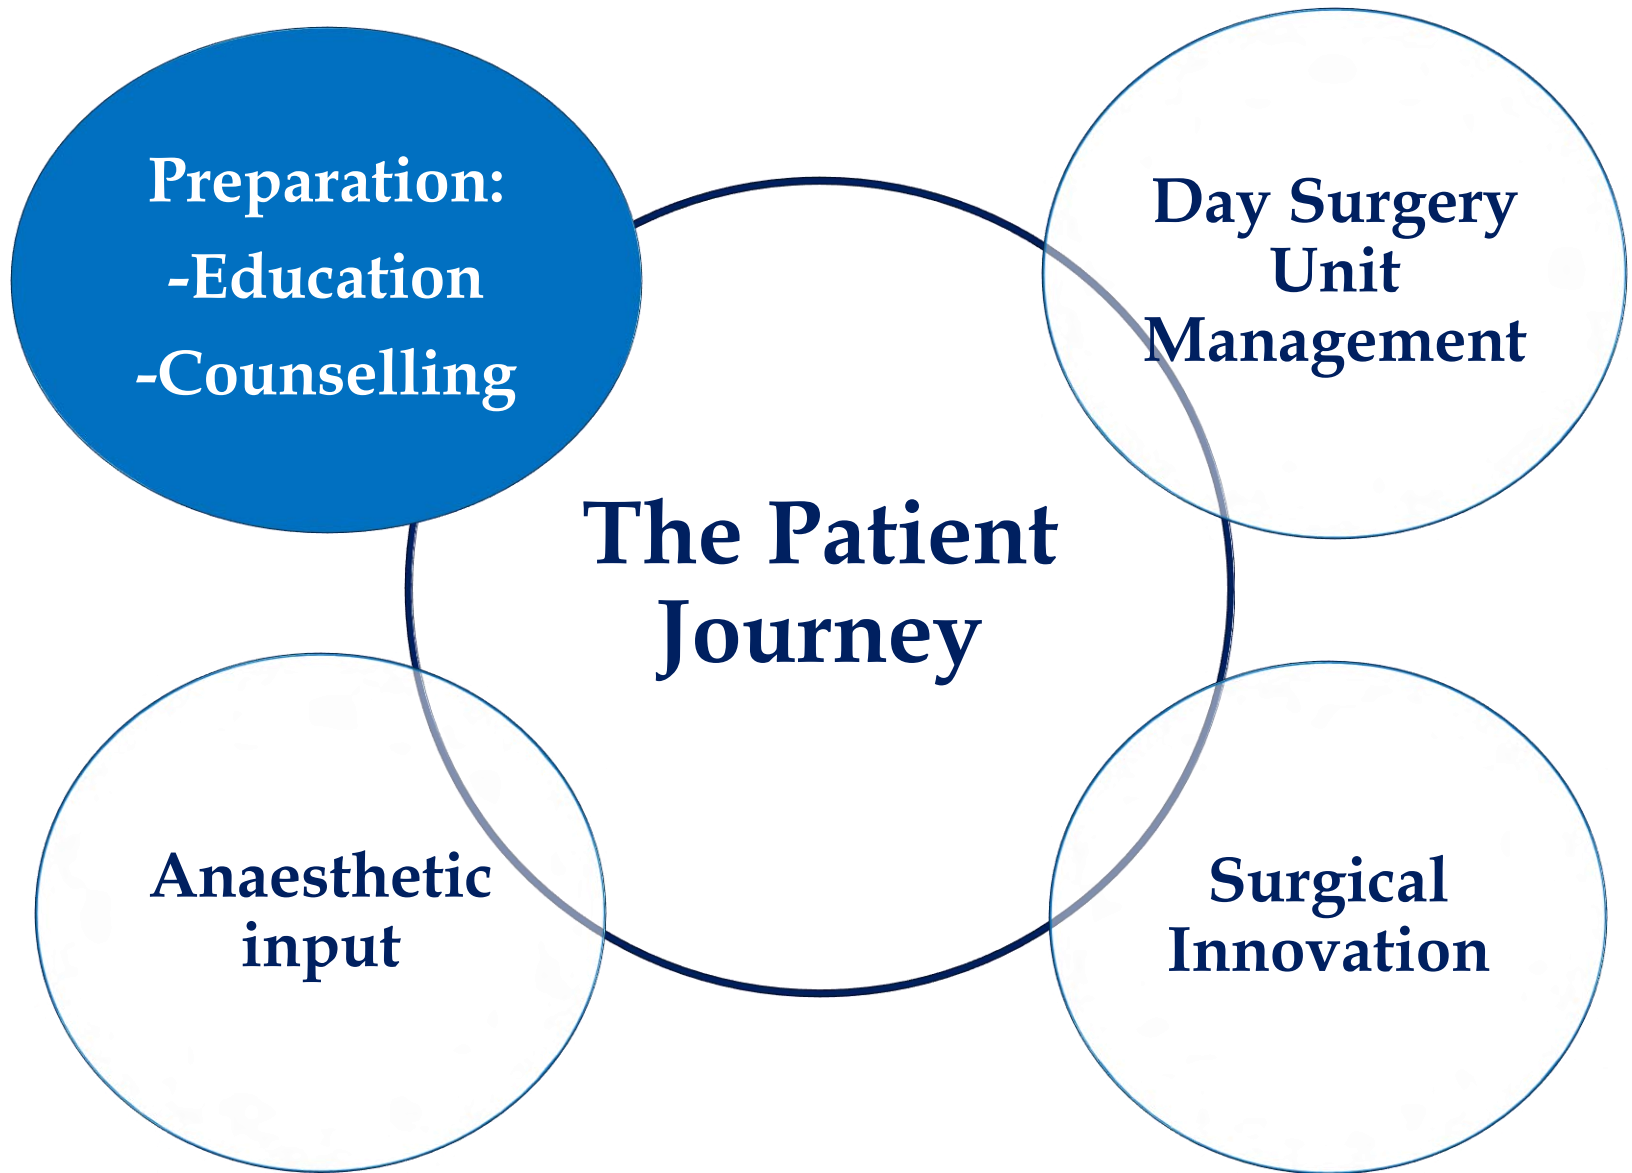 Preparation:
-Education
-Counselling
Day Surgery
Unit
Management
The Patient
Journey
Anaesthetic
input
Surgical
Innovation